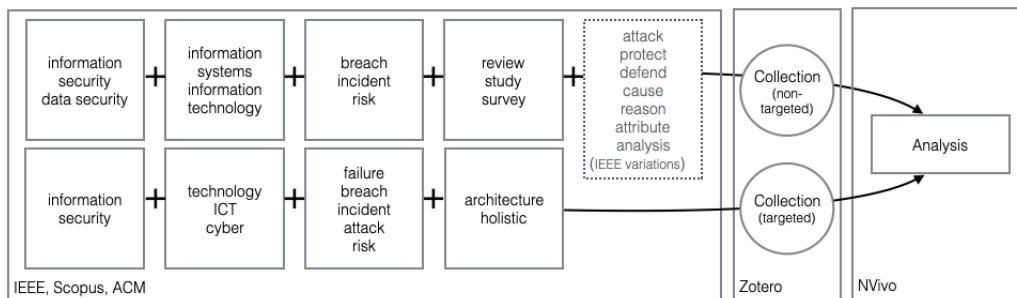 information
security
data security
+
information
systems
information
technology
+
breach
incident
risk
+
review
study
survey
+
attack
protect
defend
cause
reason
attribute
analysis
(IEEE variations)
Collection
(non-
targeted)
Analysis
information
security
+
technology
ICT
cyber
+
failure
breach
incident
attack
risk
+
architecture
holistic
Collection
(targeted)
IEEE, Scopus, ACM
Zotero
NVivo